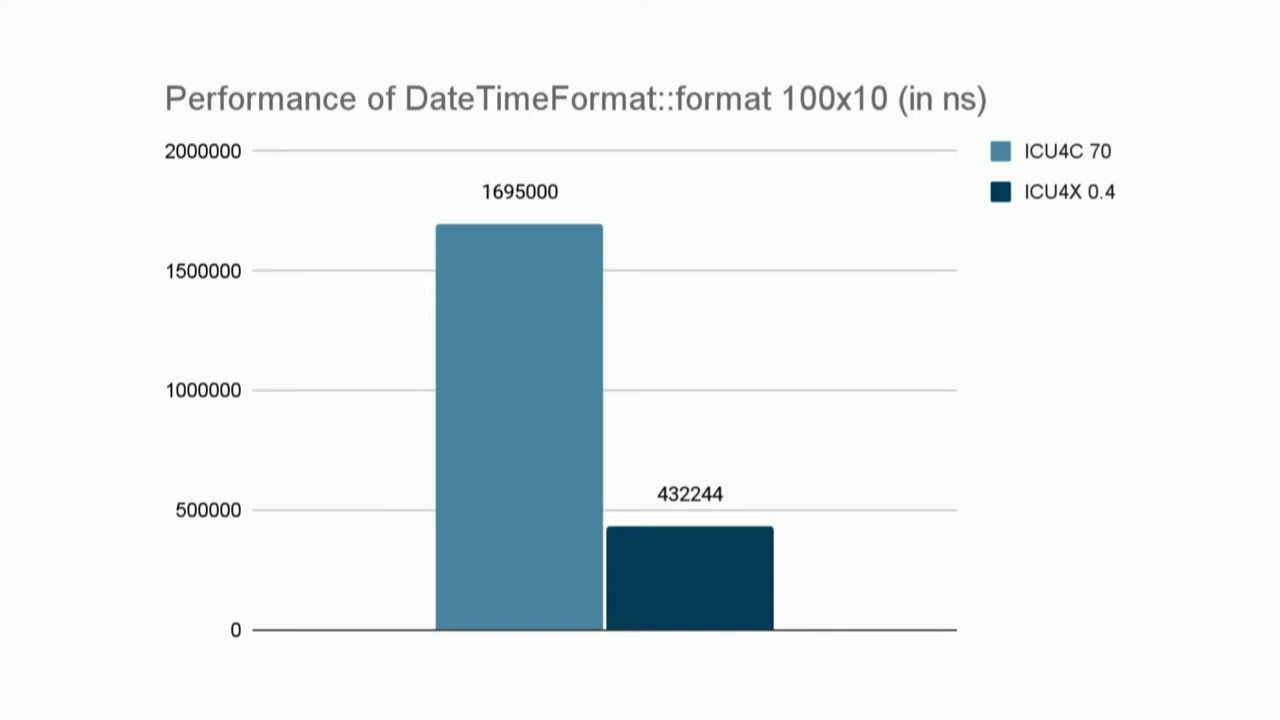 Performance of DateTimeFormat::format 100x10 (in ns)
ICU4C 70
ICU4X 0.4
2000000
1695000
1500000
1000000
432244
500000
0